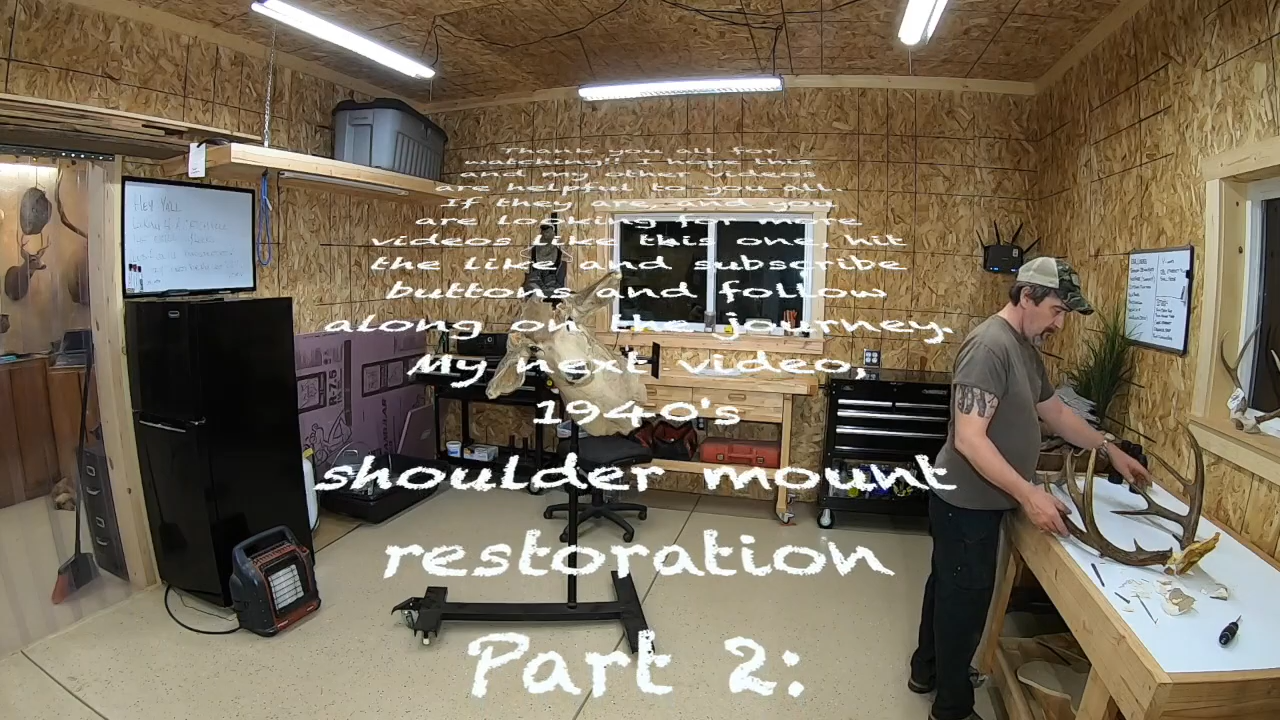 Thank you all for
watching!! I hope this
and my other videos
are helpful to you all.
If they are, and you
are looking for more
videos like this one, hit
the like and subscribe
buttons and follow
along on the journey.
My next video,
1940's
shoulder mount
restoration
Part 2:
Hey Y'all